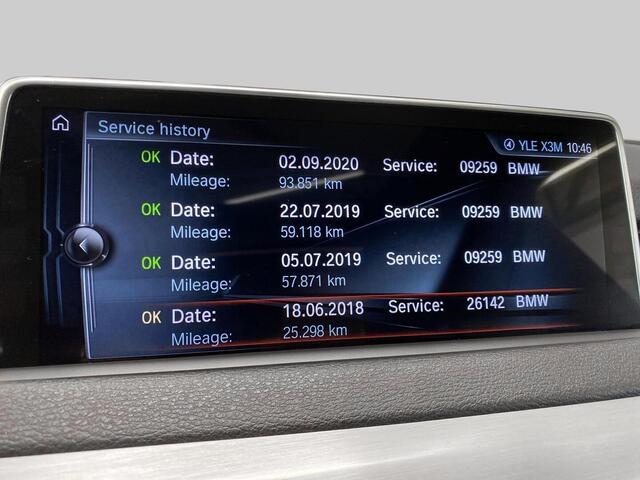 Service history
YLE X3M 10:46
OK Date: 02.09.2020 Service: 09259 BMW
Mileage: 93.851 km
OK Date: 22.07.2019 Service: 09259 BMW
Mileage: 59.118 km
OK Date: 05.07.2019 Service: 09259 BMW
Mileage: 57.871 km
OK Date: 18.06.2018 Service: 26142 BMW
Mileage: 25.298 km